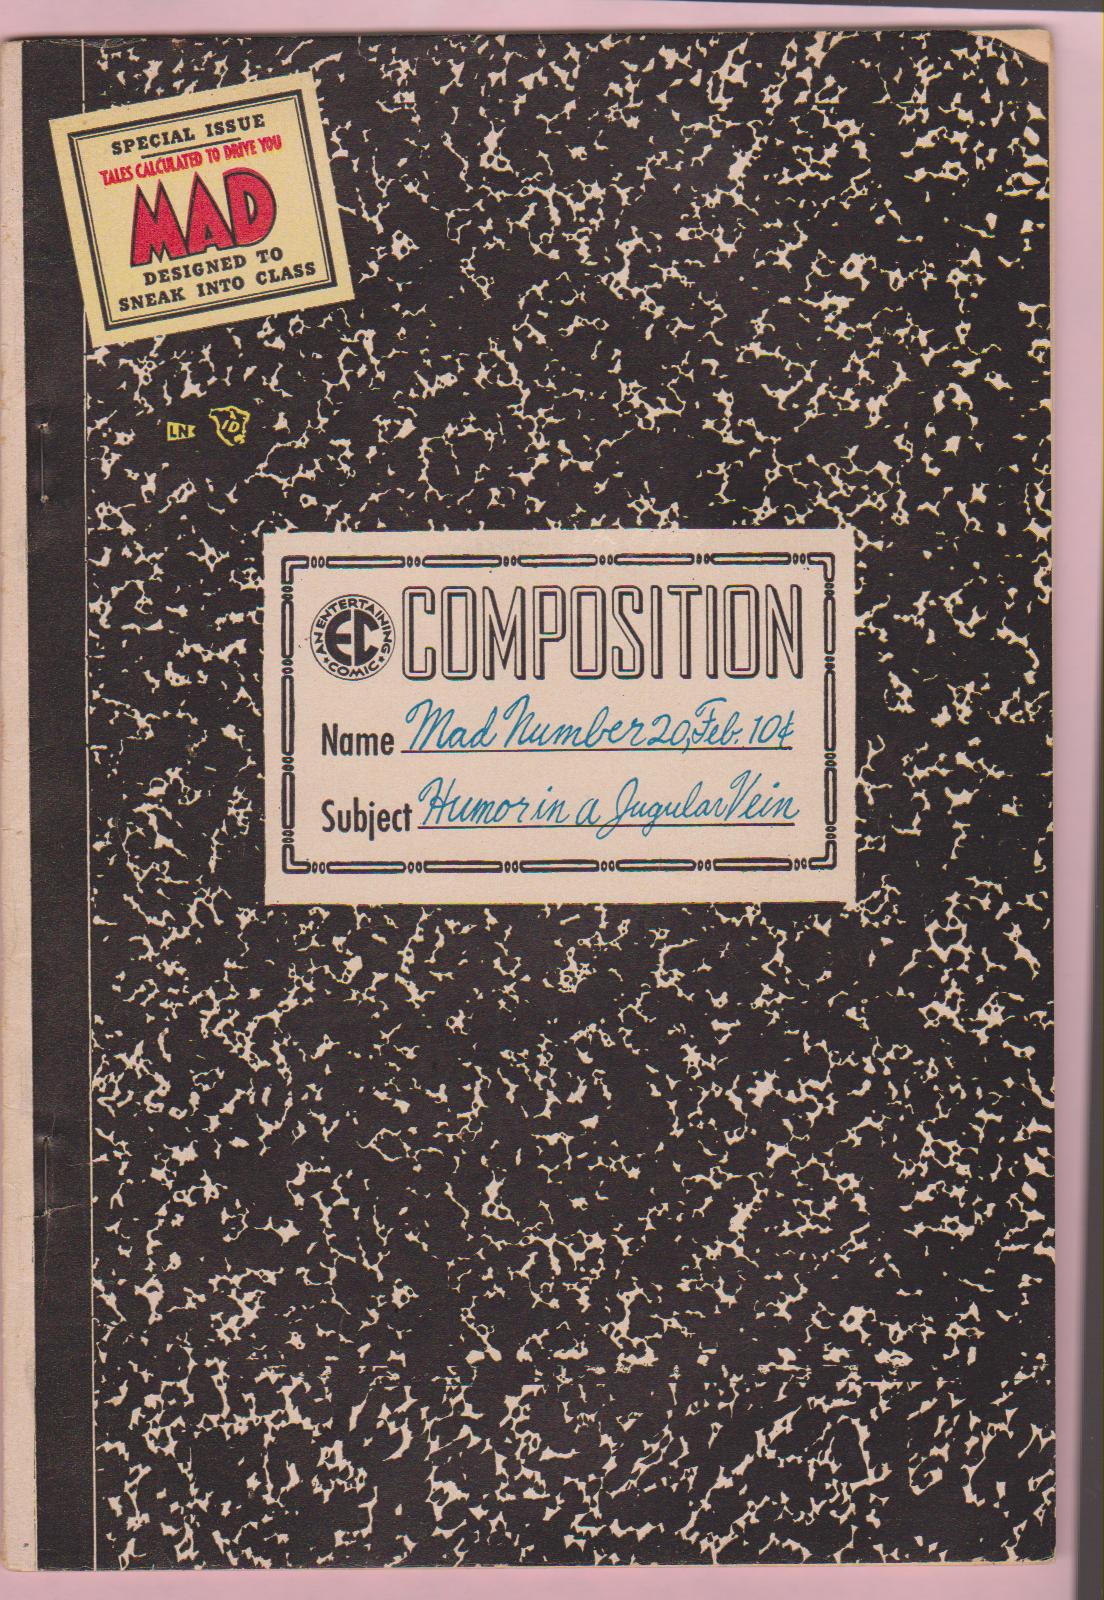 SPECIAL ISSUE
TALES CALCULATED TO DRIVE YOU
MAD
DESIGNED TO
SNEAK INTO CLASS
LN
AN ENTERTAINING
EC
COMIC
COMPOSITION
Name Mad Number 20, Feb. 10¢
Subject Humor in a Jugular Vein